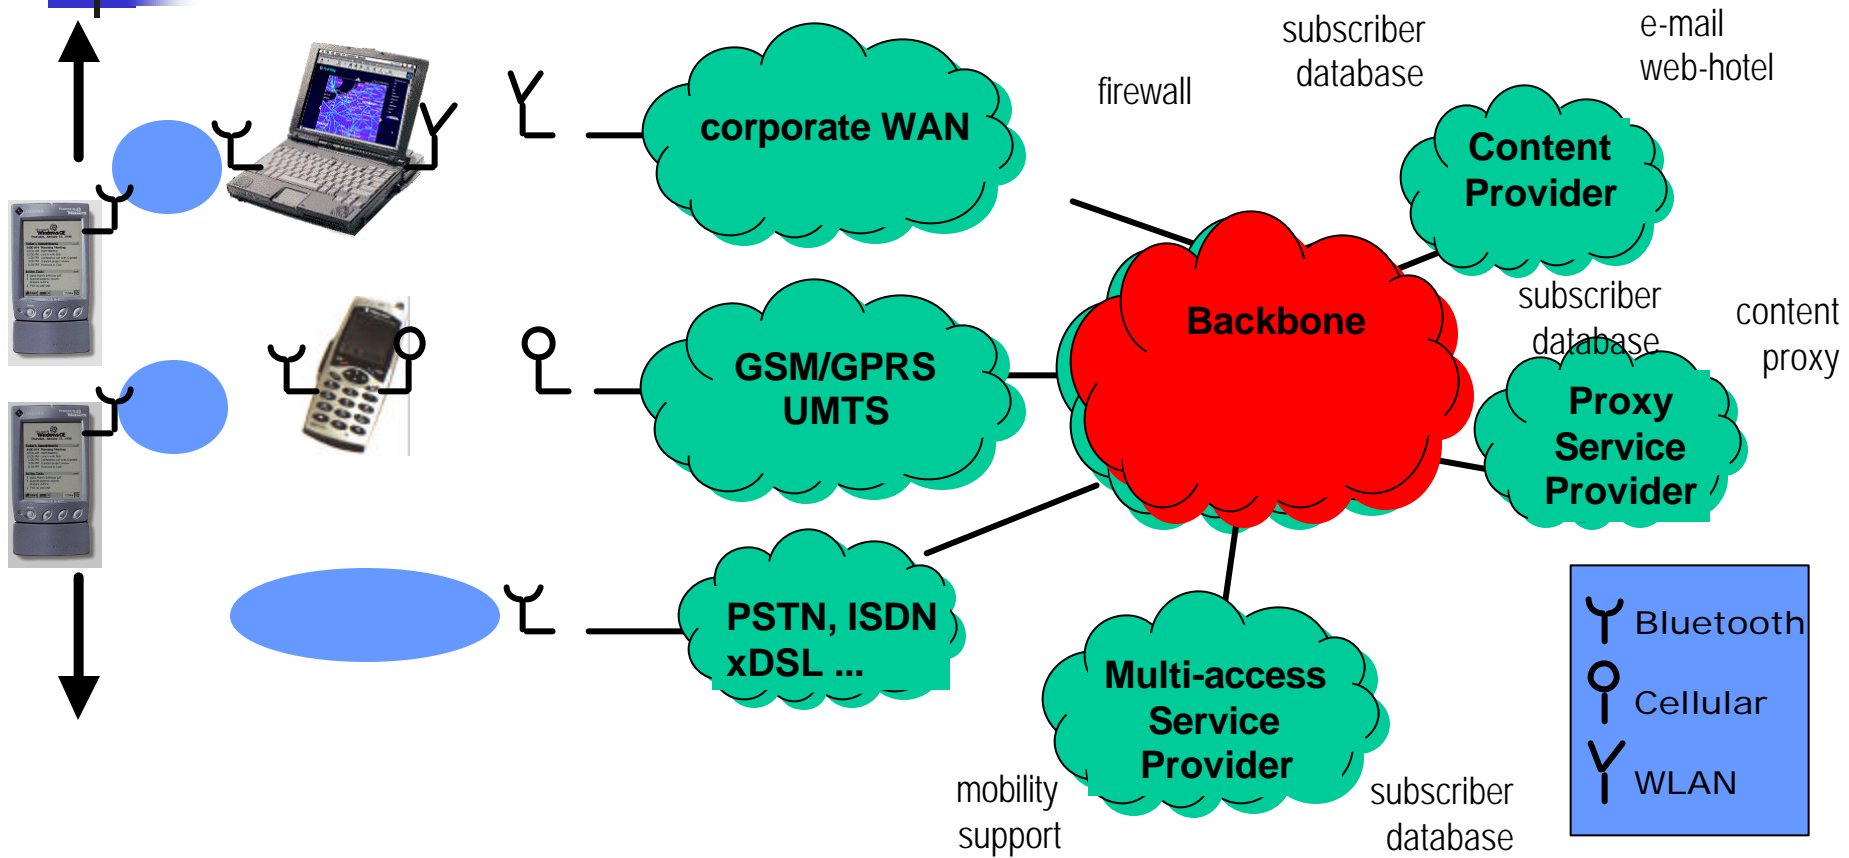 subscriber
database
e-mail
web-hotel
firewall
corporate WAN
Content
Provider
Backbone
subscriber
database
content
proxy
GSM/GPRS
UMTS
Proxy
Service
Provider
PSTN, ISDN
xDSL ...
Multi-access
Service
Provider
mobility
support
subscriber
database
Bluetooth
Cellular
WLAN